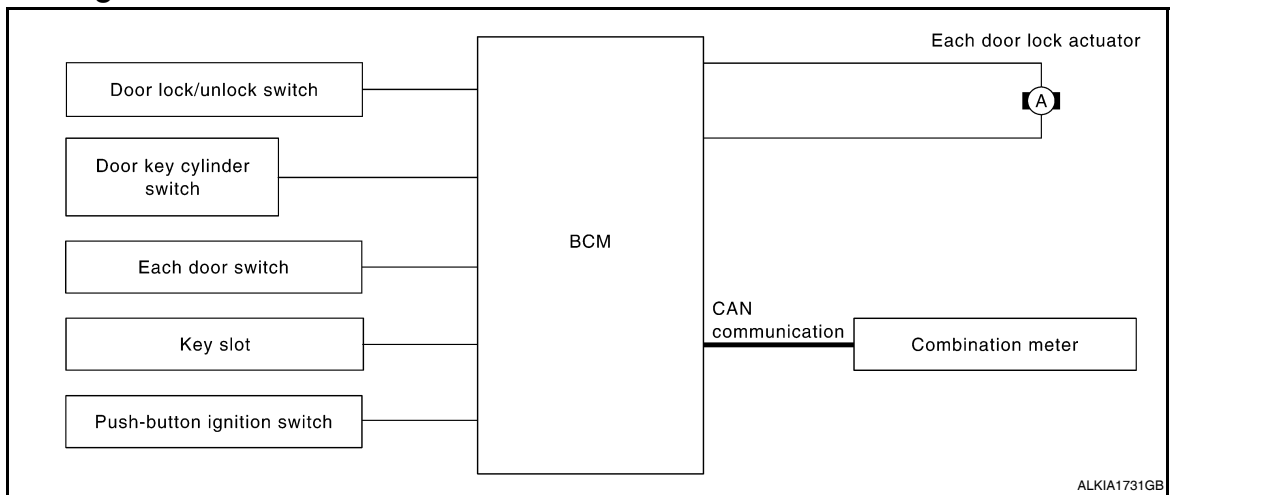 Each door lock actuator
Door lock/unlock switch
A
Door key cylinder
switch
BCM
Each door switch
CAN
communication
Key slot
Combination meter
Push-button ignition switch
ALKIA1731GB